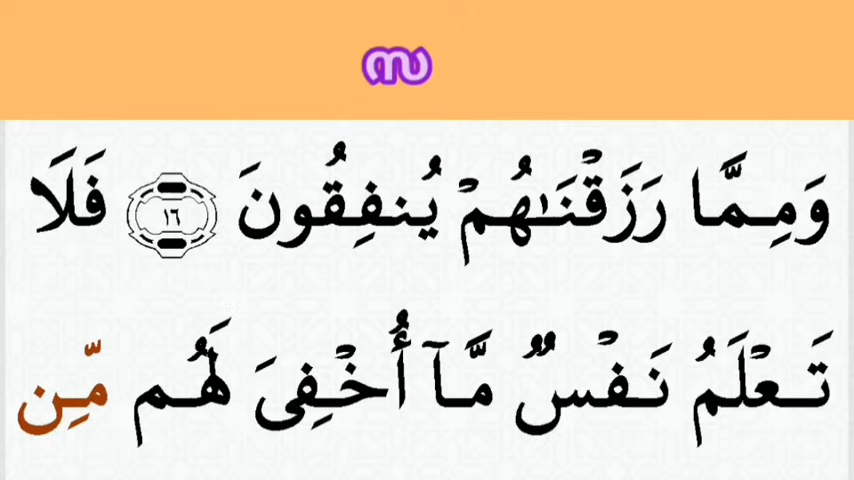 സ
وَمِمَّا رَزَقْنَـٰهُمْ يُنفِقُونَ ١٦ فَلَا
تَعْلَمُ نَفْسٌ مَّآ أُخْفِىَ لَهُم مِّن